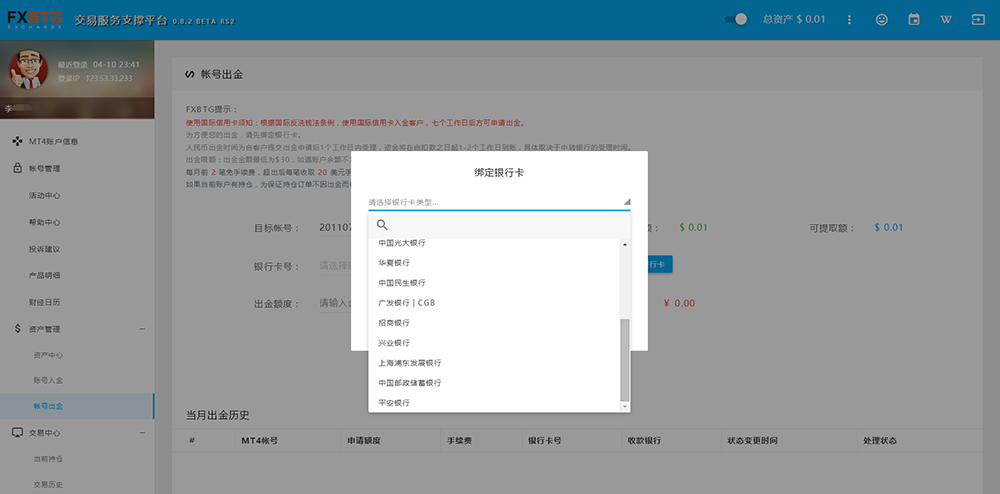 FXBTG
EXCHANGE
交易服务支撑平台 0.8.2 BETA RS2
总资产 $ 0.01
W
最近登录 04-10 23:41
登录IP 123.53.33.233
李
MT4账户信息
帐号管理
活动中心
帮助中心
投诉建议
产品明细
财经日历
资产管理
资产中心
账号入金
帐号出金
交易中心
当前持仓
交易历史
帐号出金
FXBTG提示：
使用国际信用卡须知：根据国际反洗钱法条例，使用国际信用卡入金客户，七个工作日后方可申请出金。
为方便您的出金，请先绑定银行卡。
人民币出金时间为自客户提交出金申请后1个工作日内受理，资金将在自扣款之日起1-2个工作日到账，具体取决于中转银行的受理时间。
出金限额：出金金额最低为$30，如遇账户余额不
每月前 2 笔免手续费，超出后每笔收取 20 美元手
如果当前账户有持仓，为保证持仓订单不因出金而
目标帐号： 20110
额： $ 0.01
可提取额： $ 0.01
银行卡号： 请选择
行卡
出金额度： 请输入
¥ 0.00
绑定银行卡
请选择银行卡类型...
中国光大银行
华夏银行
中国民生银行
广发银行 | CGB
招商银行
兴业银行
上海浦东发展银行
中国邮政储蓄银行
平安银行
当月出金历史
# MT4帐号 申请额度 手续费 银行卡号 收款银行 状态变更时间 处理状态